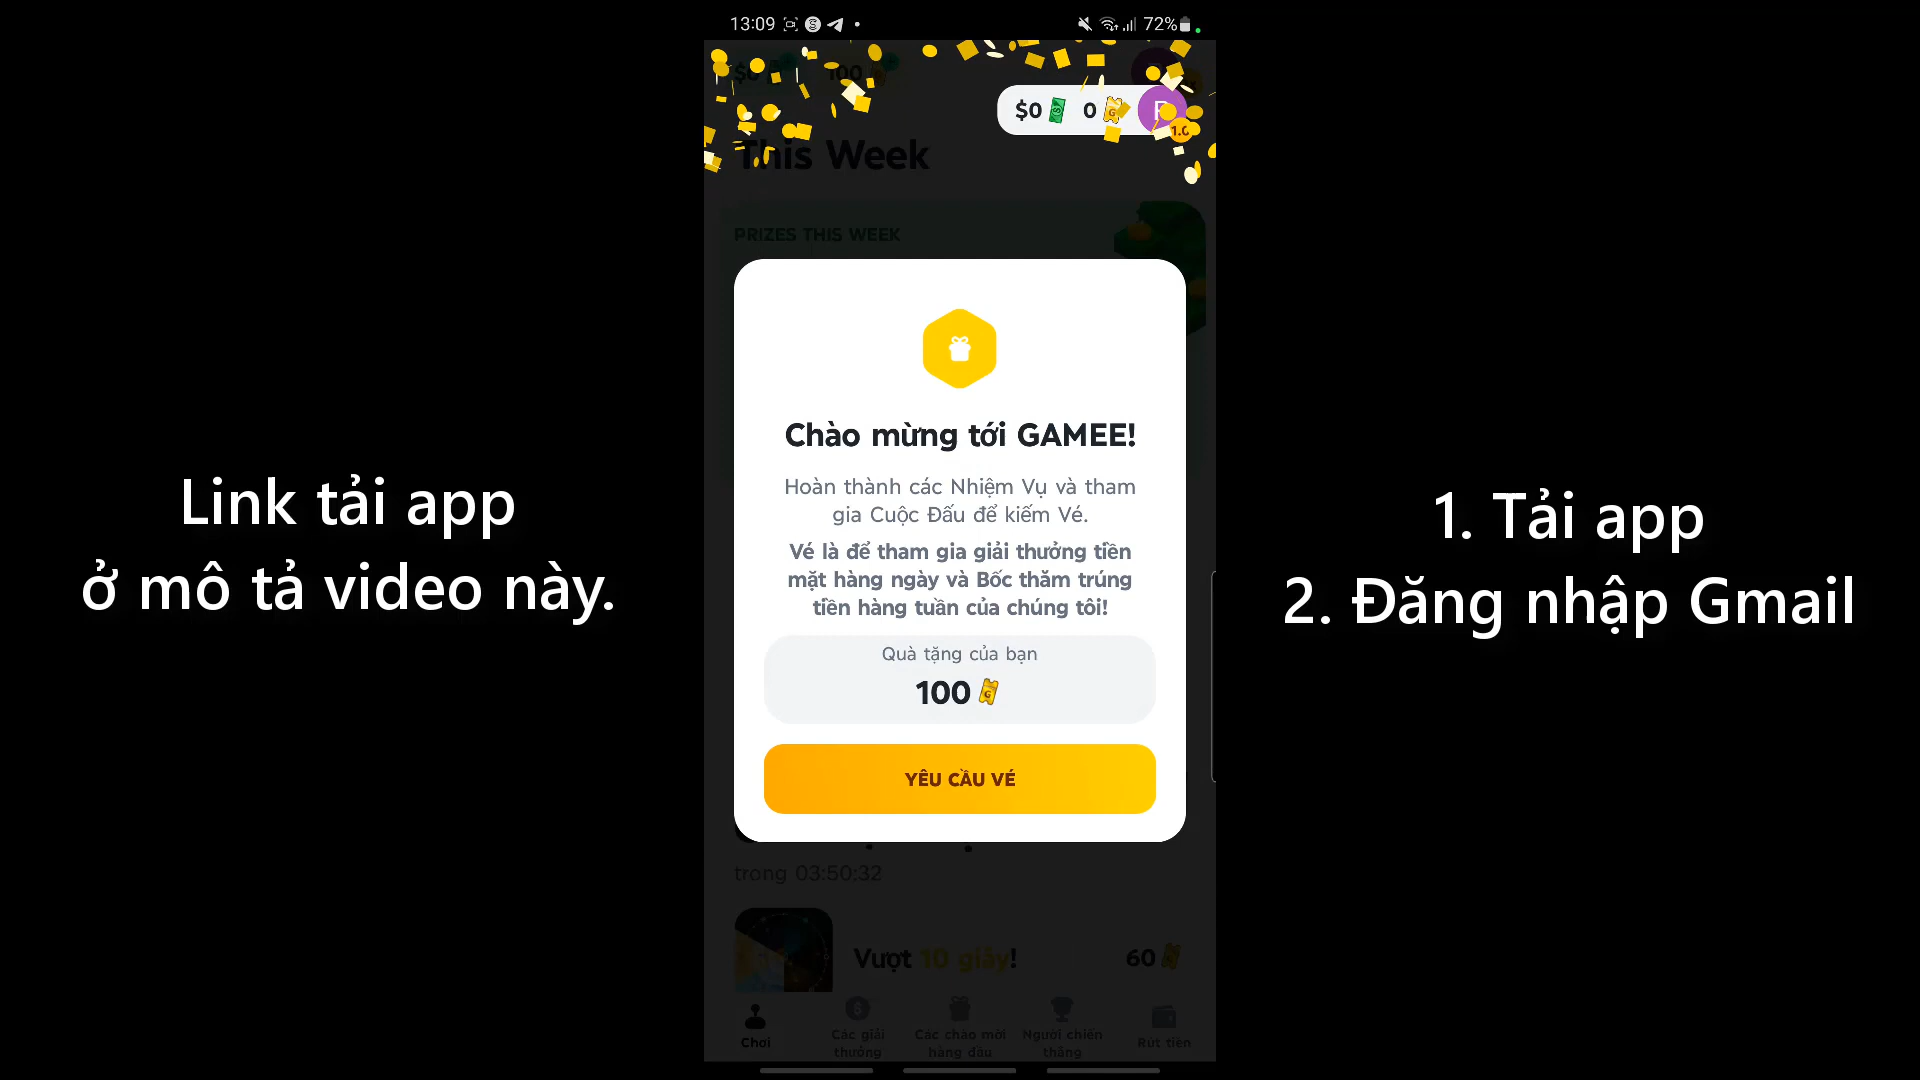 13:09
72%
$0
100
$0 0
1.0
This Week
PRIZES THIS WEEK
Chào mừng tới GAMEE!
Hoàn thành các Nhiệm Vụ và tham
gia Cuộc Đấu để kiếm Vé.
Vé là để tham gia giải thưởng tiền
mặt hàng ngày và Bốc thăm trúng
tiền hàng tuần của chúng tôi!
Quà tặng của bạn
100
YÊU CẦU VÉ
Link tải app
ở mô tả video này.
1. Tải app
2. Đăng nhập Gmail
trong 03:50:32
Vượt 10 giây!
60
Chơi
Các giải
thưởng
Các chào mời
hàng đầu
Người chiến
thắng
Rút tiền